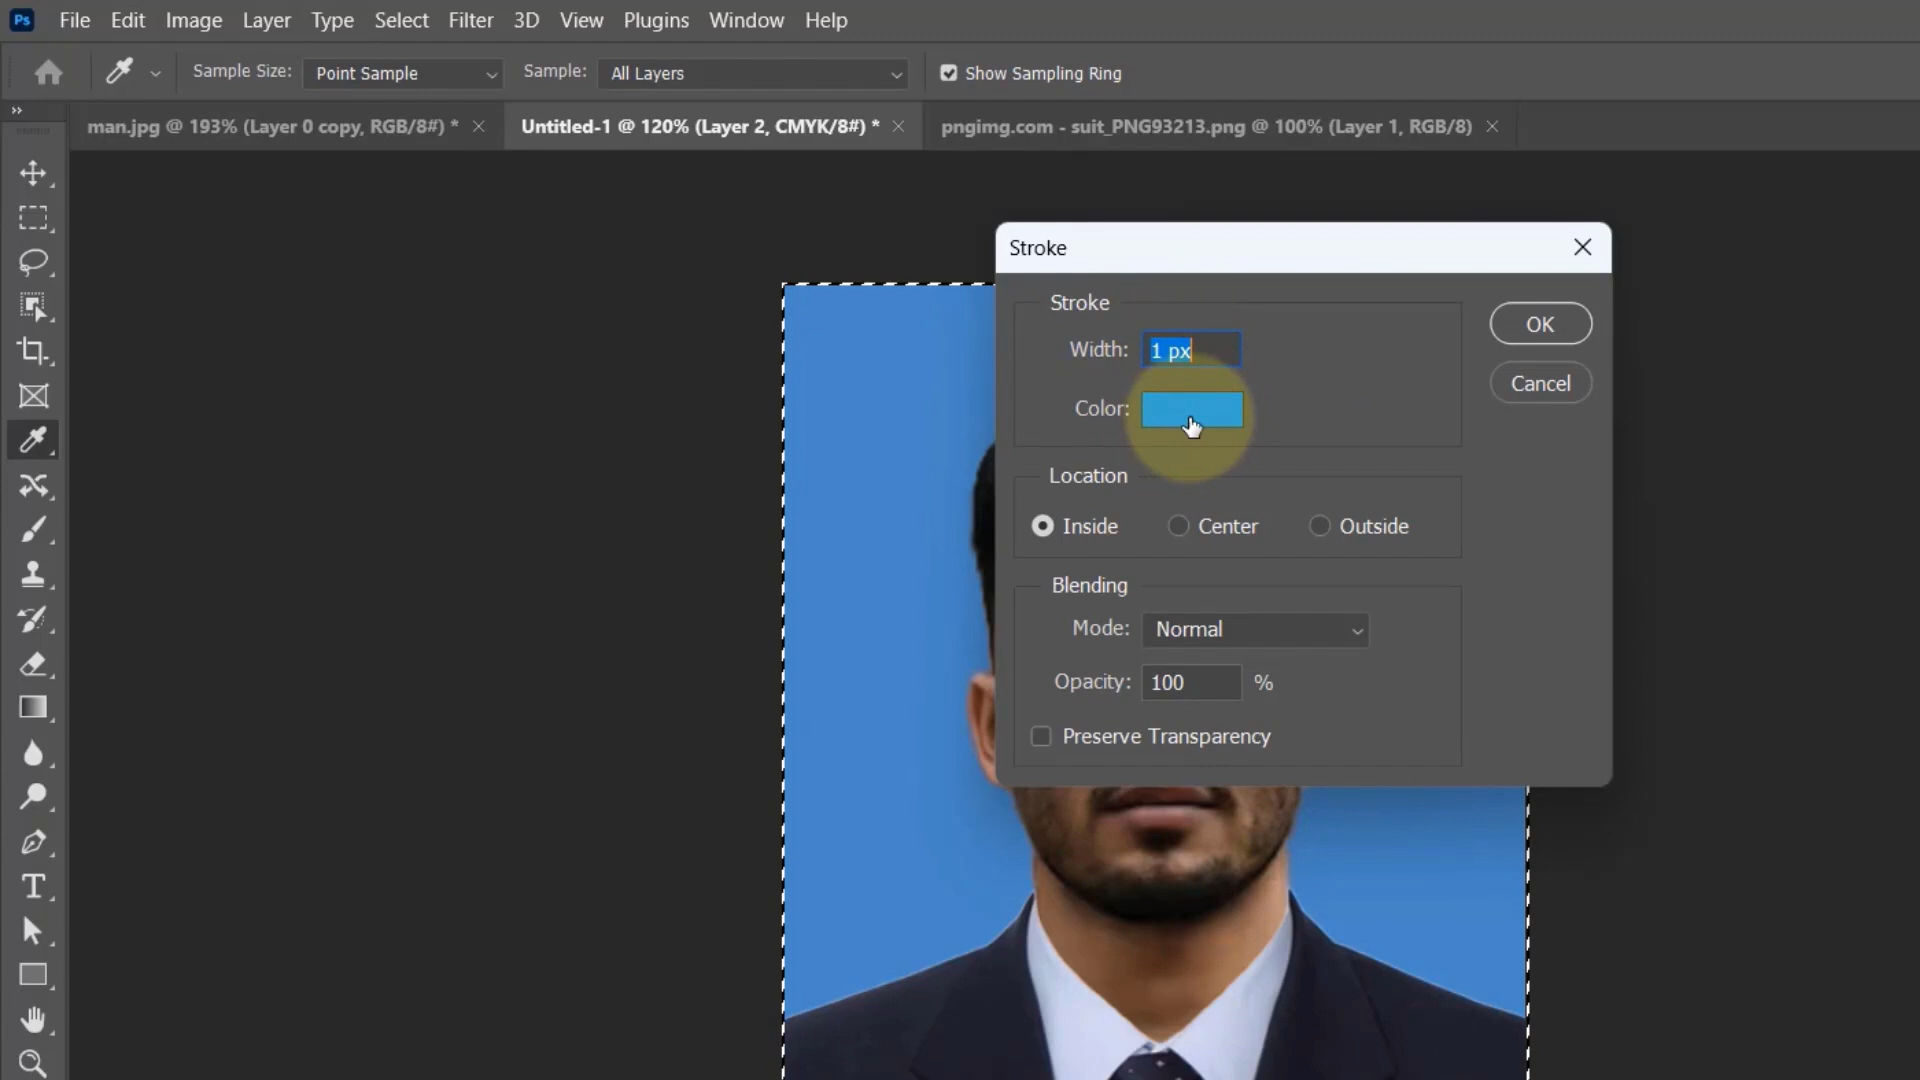 Ps File Edit Image Layer Type Select Filter 3D View Plugins Window Help
Sample Size: Point Sample Sample: All Layers Show Sampling Ring
man.jpg @ 193% (Layer 0 copy, RGB/8#) * Untitled-1 @ 120% (Layer 2, CMYK/8#) * pngimg.com - suit_PNG93213.png @ 100% (Layer 1, RGB/8)
Stroke
Stroke
Width: 1 px
OK
Color:
Cancel
Location
Inside Center Outside
Blending
Mode: Normal
Opacity: 100 %
Preserve Transparency